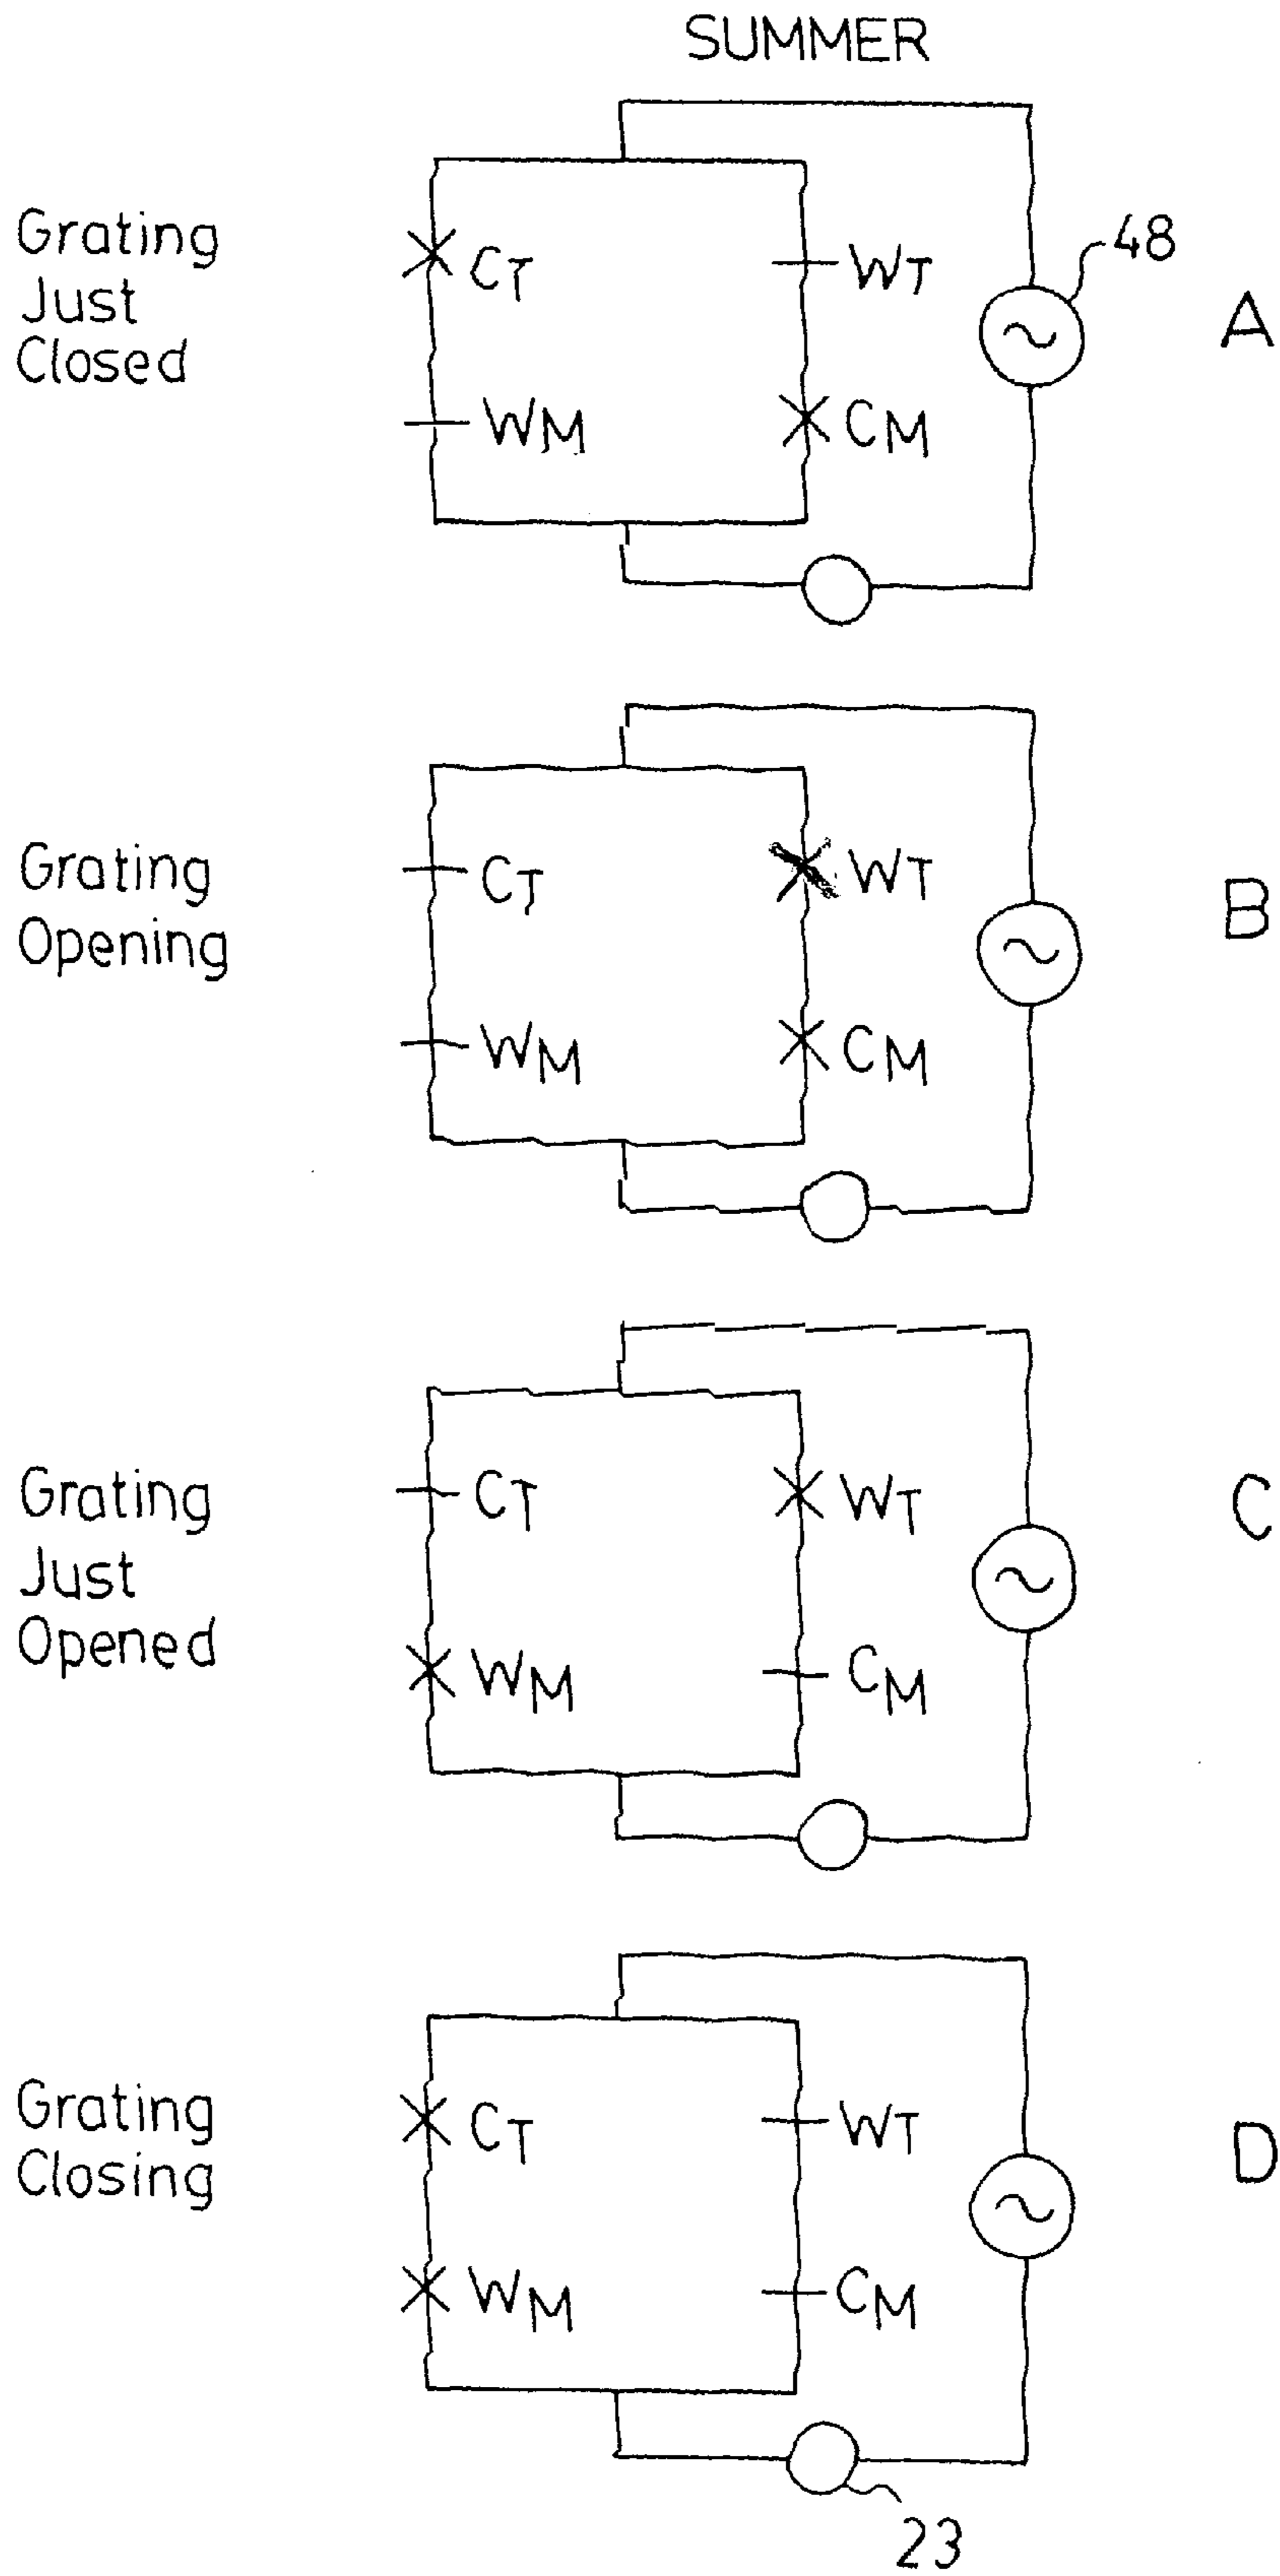 SUMMER
Grating
Just
Closed
CT
WT
48
A
WM
CM
Grating
Opening
CT
WT
B
WM
CM
Grating
Just
Opened
CT
WT
C
WM
CM
Grating
Closing
CT
WT
D
WM
CM
23